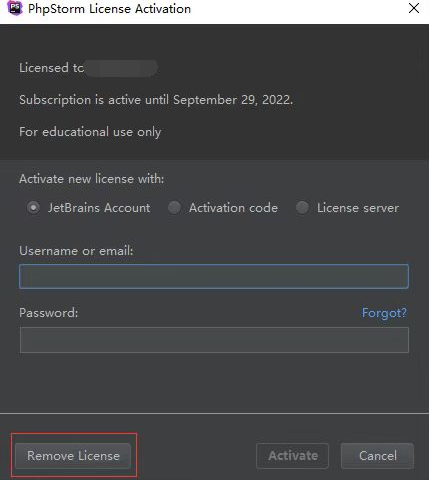 PS
PhpStorm License Activation
Licensed to
Subscription is active until September 29, 2022.
For educational use only
Activate new license with:
JetBrains Account Activation code License server
Username or email:
Password: Forgot?
Remove License Activate Cancel